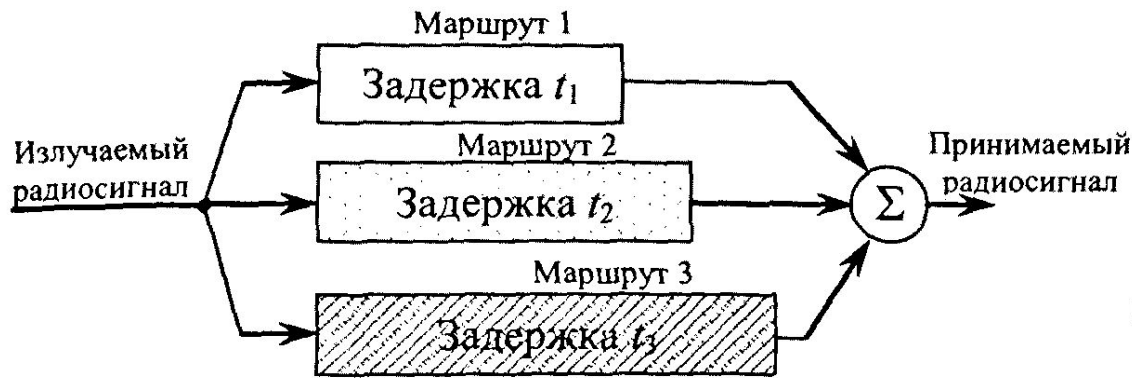 Маршрут 1
Задержка t1
Излучаемый
радиосигнал
Маршрут 2
Задержка t2
Маршрут 3
Задержка t3
Σ
Принимаемый
радиосигнал